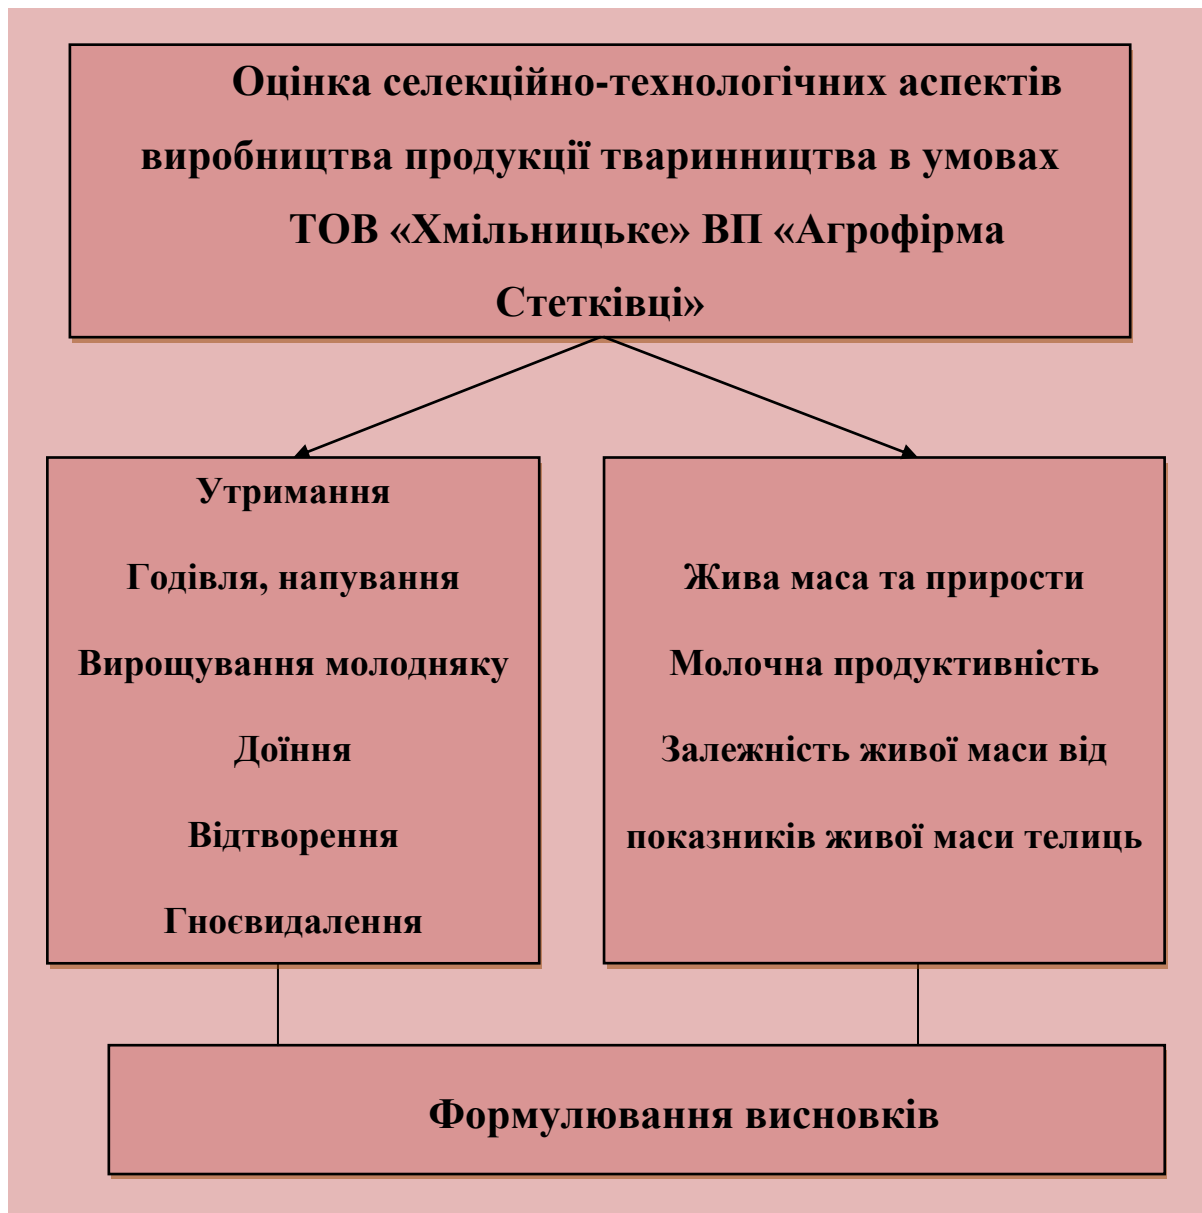 Оцінка селекційно-технологічних аспектів
виробництва продукції тваринництва в умовах
ТОВ «Хмільницьке» ВП «Агрофірма
Стетківці»
Утримання
Годівля, напування
Вирощування молодняку
Доїння
Відтворення
Гноєвидалення
Жива маса та прирости
Молочна продуктивність
Залежність живої маси від
показників живої маси телиць
Формулювання висновків